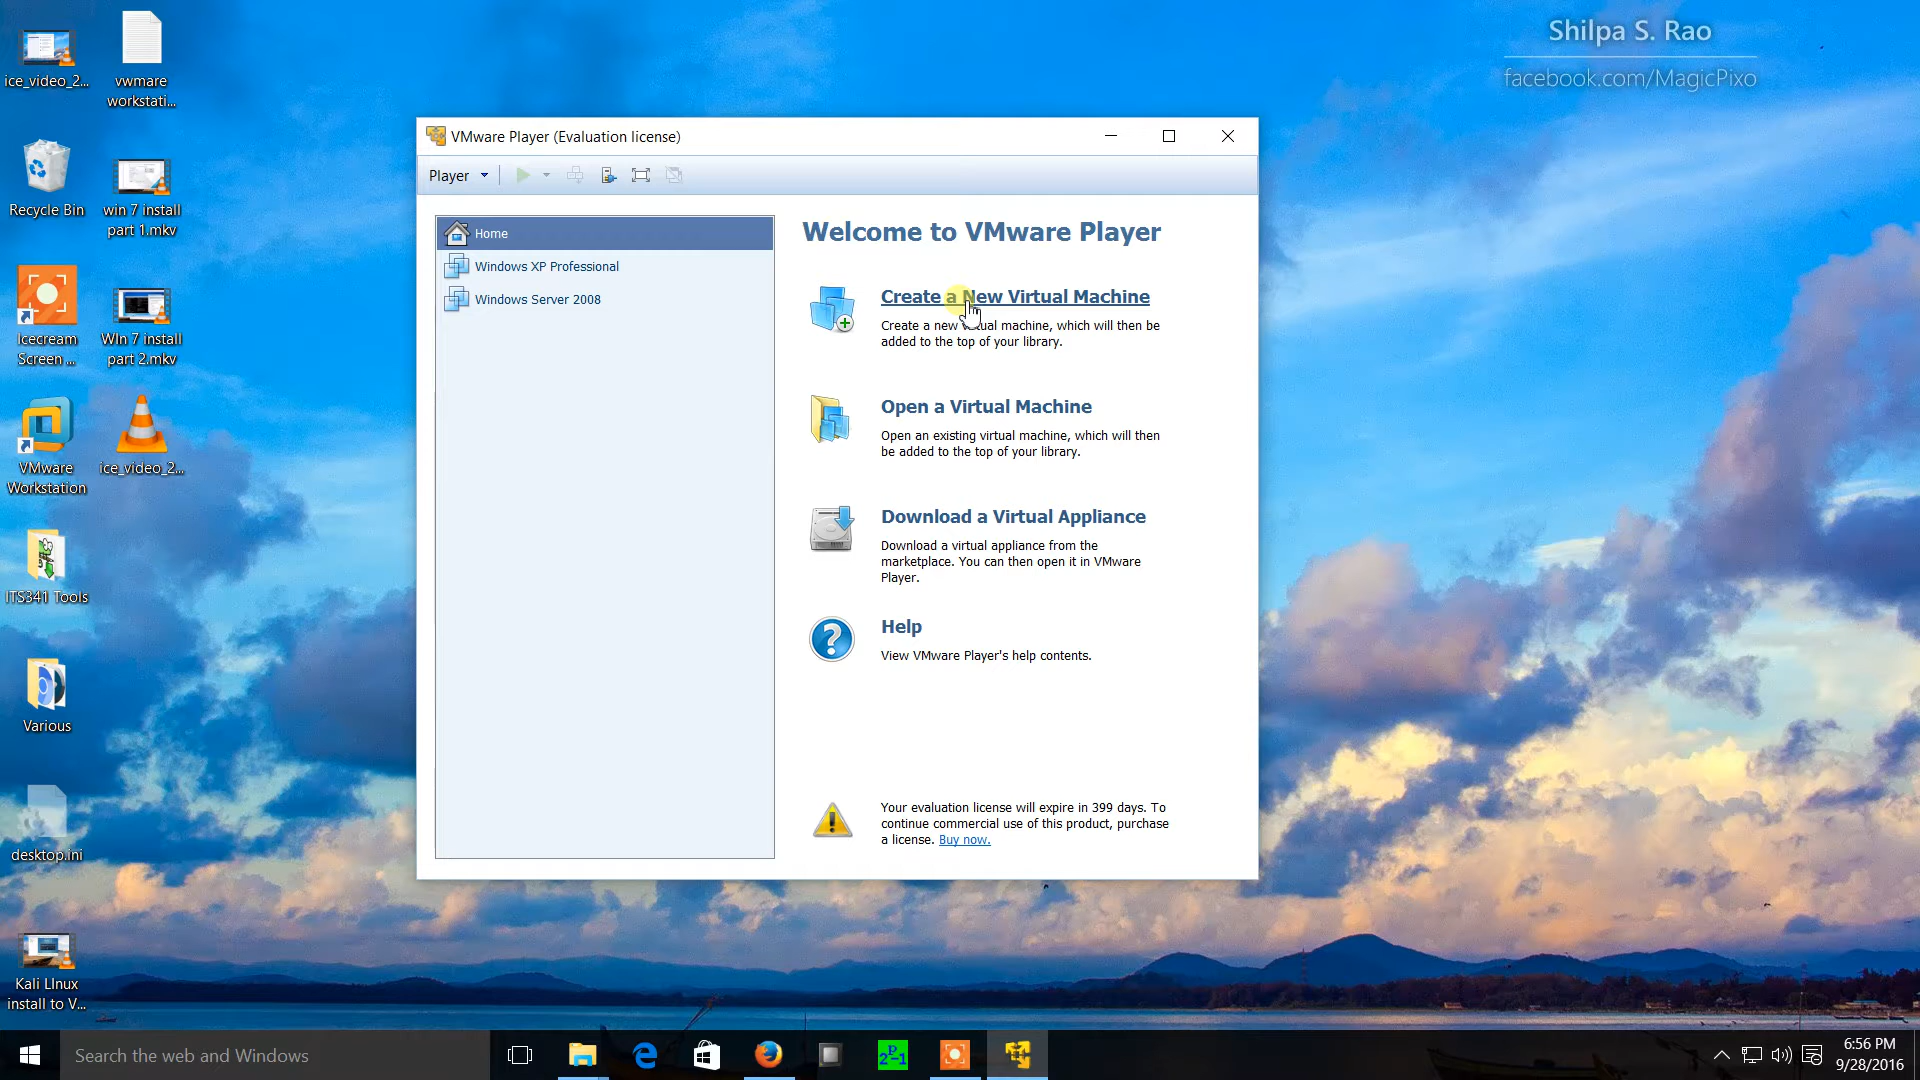 Shilpa S. Rao
facebook.com/MagicPixo
ice_video_2...
vwmare
workstati...
Recycle Bin
win 7 install
part 1.mkv
Icecream
Screen ...
WIn 7 install
part 2.mkv
VMware
Workstation
ice_video_2...
ITS341 Tools
Various
desktop.ini
Kali LInux
install to V...
VMware Player (Evaluation license)
Player
Home
Windows XP Professional
Windows Server 2008
Welcome to VMware Player
Create a New Virtual Machine
Create a new virtual machine, which will then be
added to the top of your library.
Open a Virtual Machine
Open an existing virtual machine, which will then
be added to the top of your library.
Download a Virtual Appliance
Download a virtual appliance from the
marketplace. You can then open it in VMware
Player.
Help
View VMware Player's help contents.
Your evaluation license will expire in 399 days. To
continue commercial use of this product, purchase
a license. Buy now.
Search the web and Windows
2P-1
6:56 PM
9/28/2016